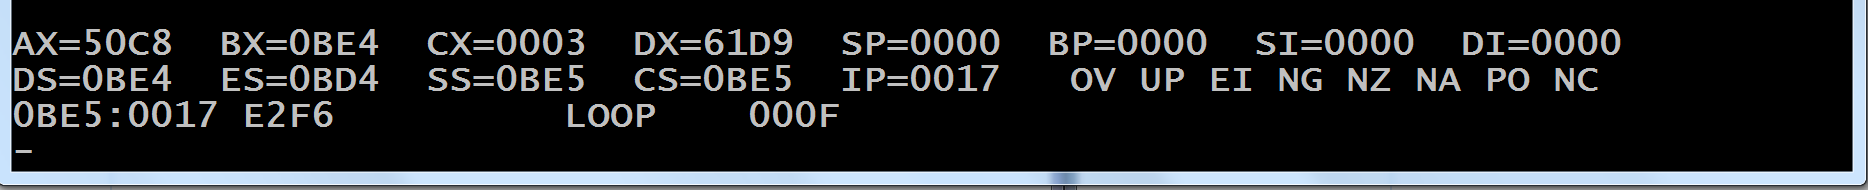 AX=50C8  BX=0BE4  CX=0003  DX=61D9  SP=0000  BP=0000  SI=0000  DI=0000
DS=0BE4  ES=0BD4  SS=0BE5  CS=0BE5  IP=0017   OV UP EI NG NZ NA PO NC
0BE5:0017 E2F6          LOOP    000F
-